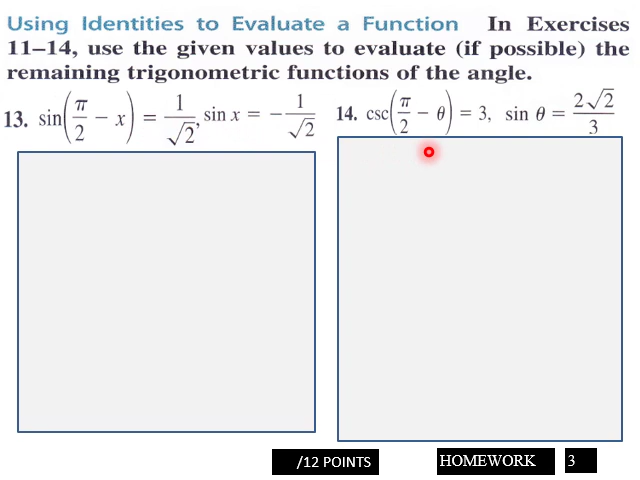 Using Identities to Evaluate a Function In Exercises
11–14, use the given values to evaluate (if possible) the
remaining trigonometric functions of the angle.
13. sin(π/2 − x) = 1/√2, sin x = −1/√2
14. csc(π/2 − θ) = 3, sin θ = 2√2/3
/12 POINTS
HOMEWORK 3